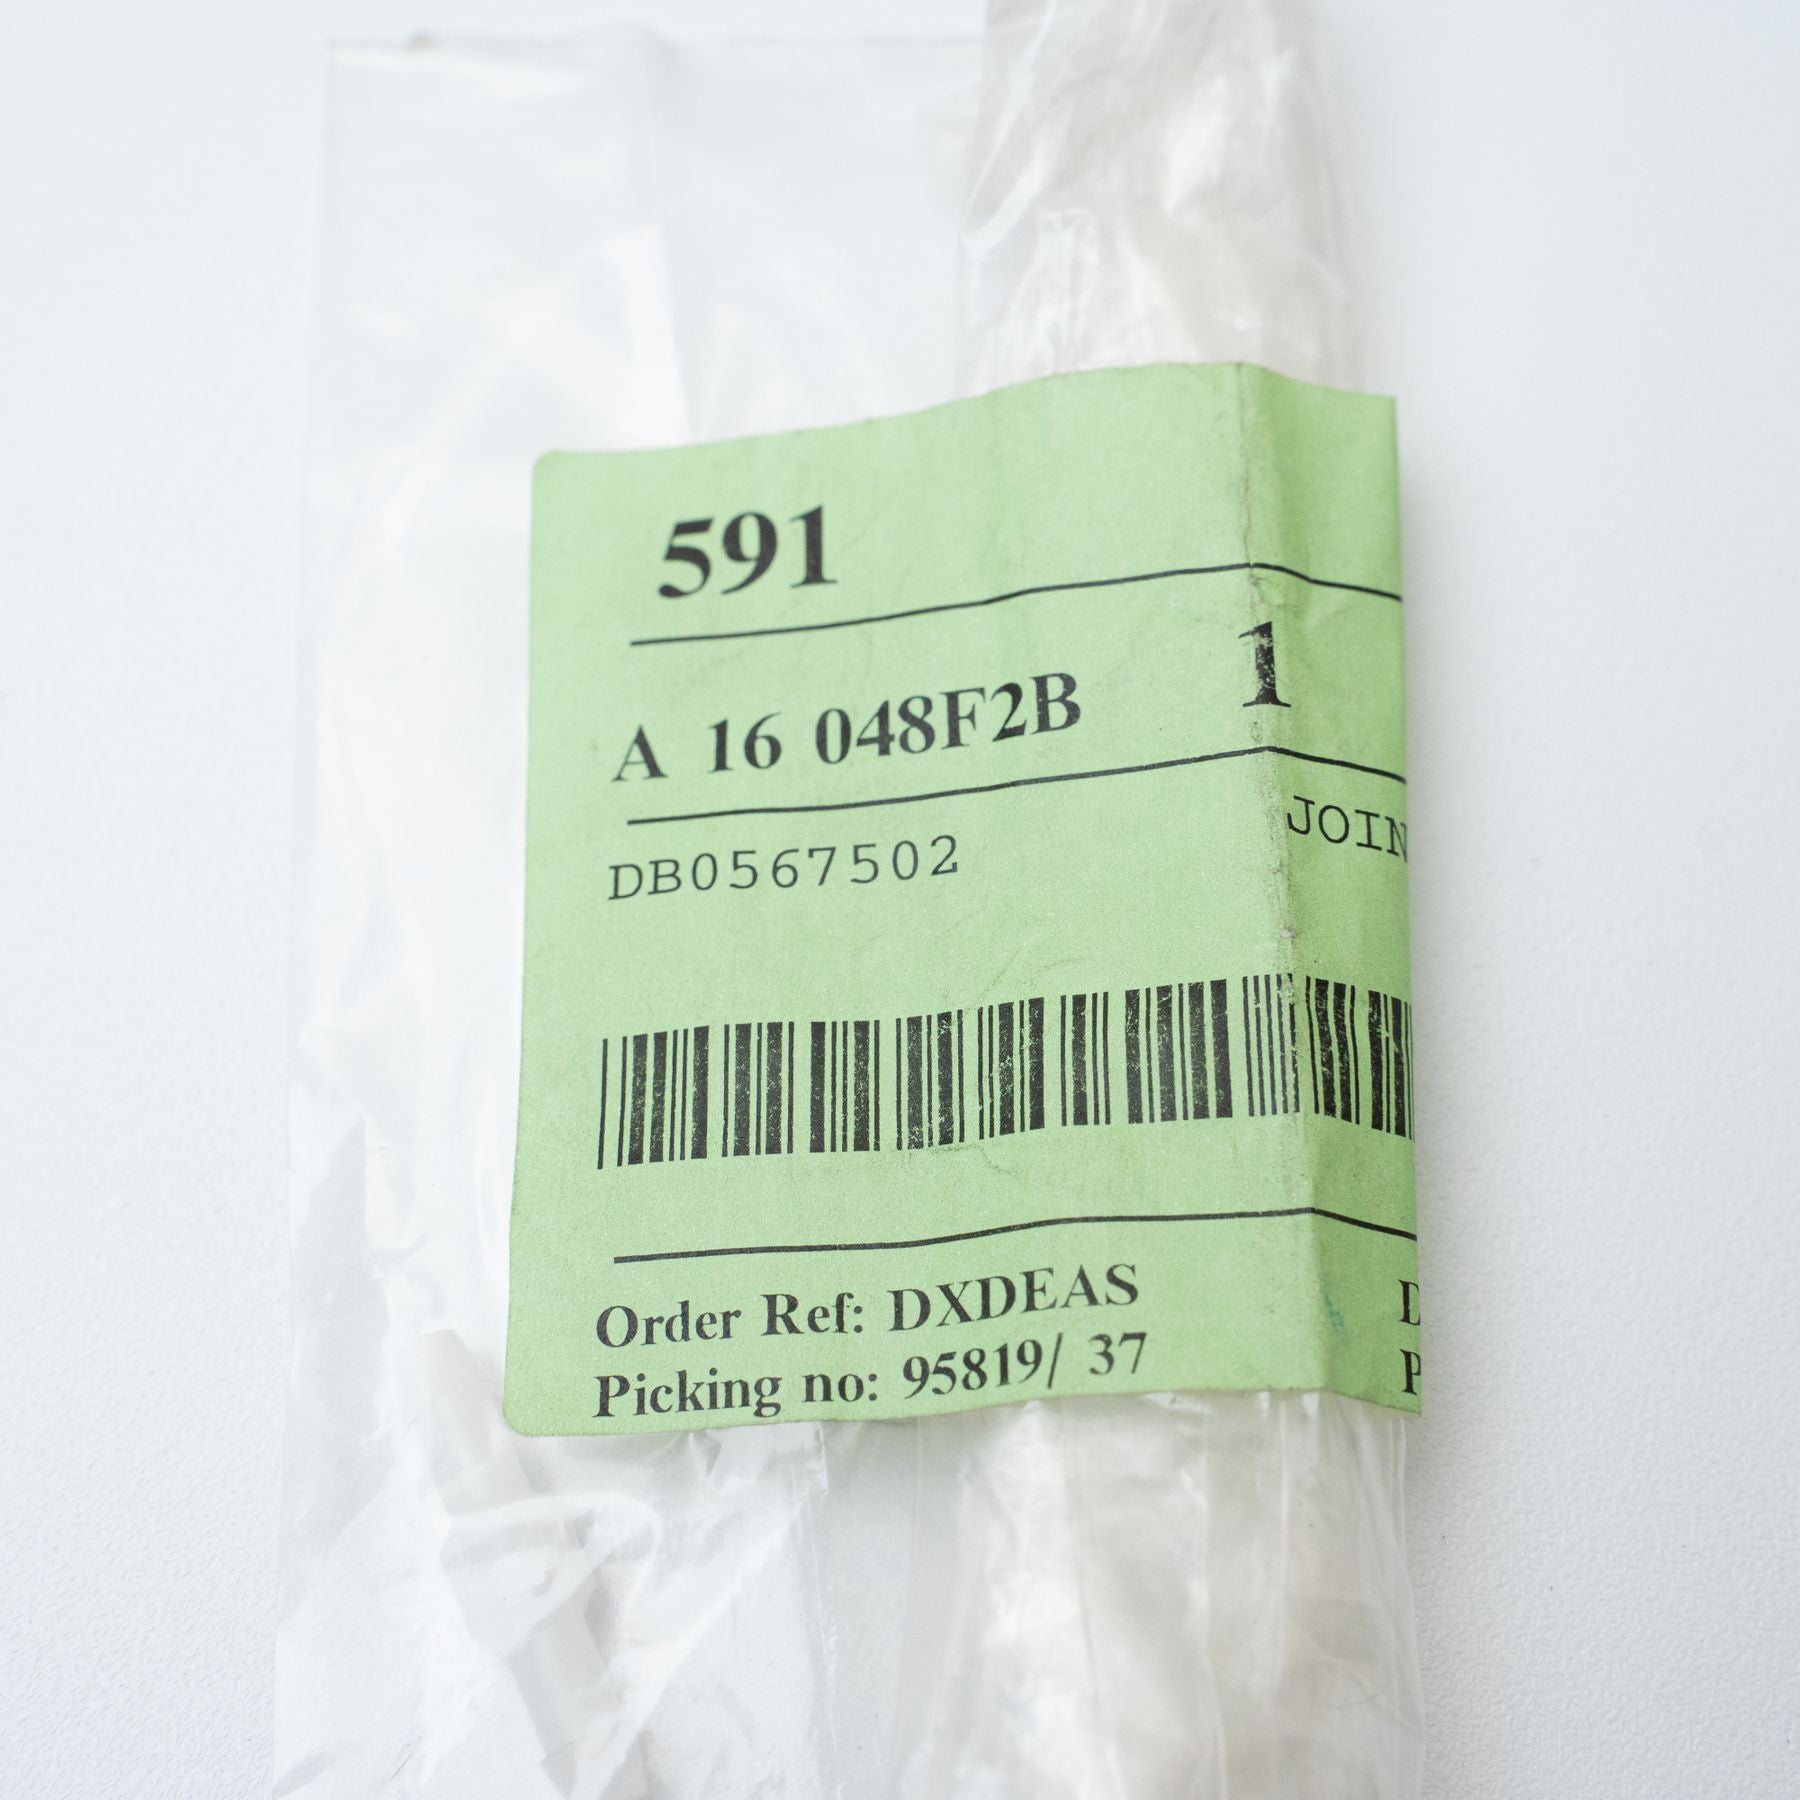 591
A 16 048F2B 1
DB0567502 JOIN
Order Ref: DXDEAS D
Picking no: 95819/ 37 P